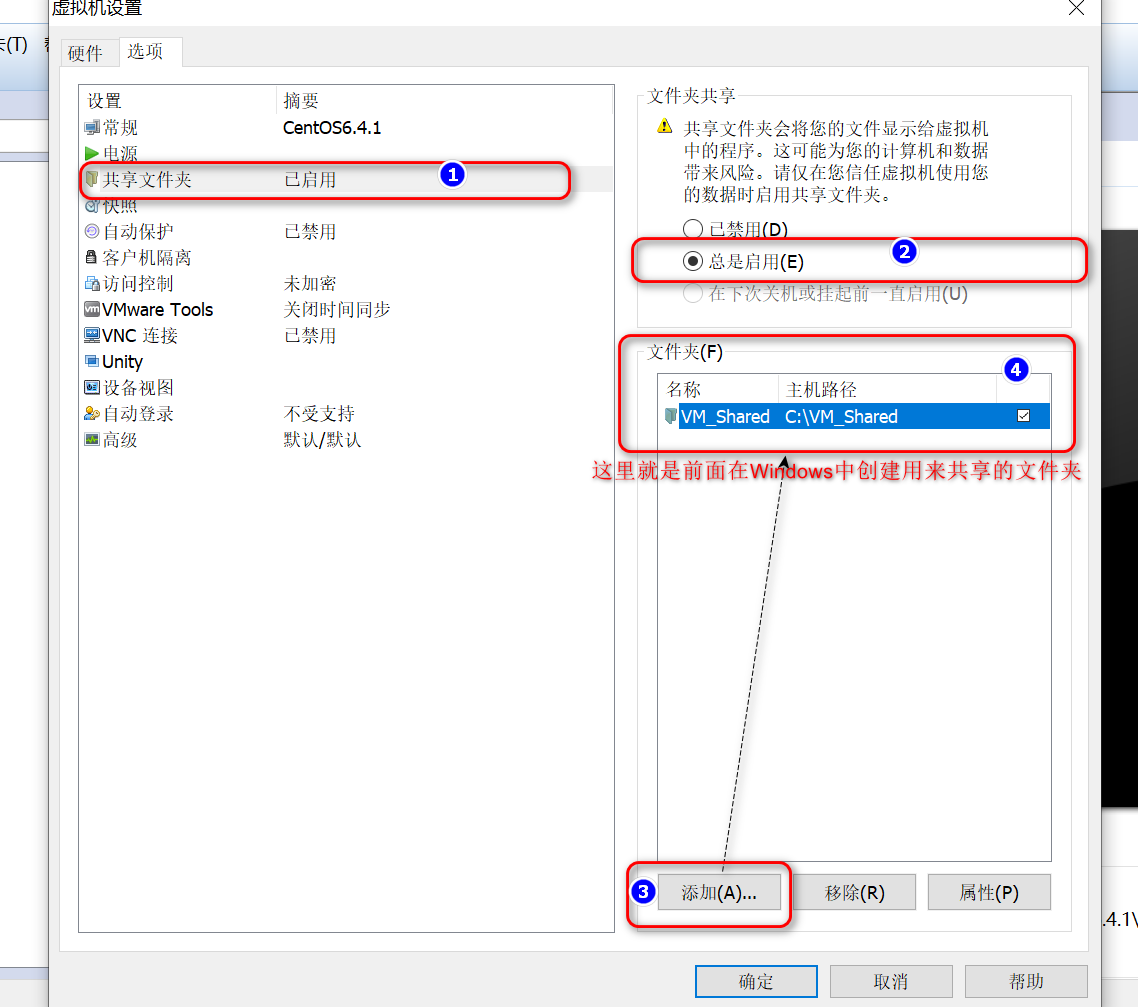 虚拟机设置
(T)
硬件
选项
设置 摘要
常规 CentOS6.4.1
电源
共享文件夹 已启用
1
快照
自动保护 已禁用
客户机隔离
访问控制 未加密
VMware Tools 关闭时间同步
VNC 连接 已禁用
Unity
设备视图
自动登录 不受支持
高级 默认/默认
文件夹共享
共享文件夹会将您的文件显示给虚拟机
中的程序。这可能为您的计算机和数据
带来风险。请仅在您信任虚拟机使用您
的数据时启用共享文件夹。
已禁用(D)
总是启用(E)
2
在下次关机或挂起前一直启用(U)
文件夹(F)
4
名称 主机路径
VM_Shared C:\VM_Shared
这里就是前面在Windows中创建用来共享的文件夹
3
添加(A)... 移除(R) 属性(P)
.4.1\
确定 取消 帮助